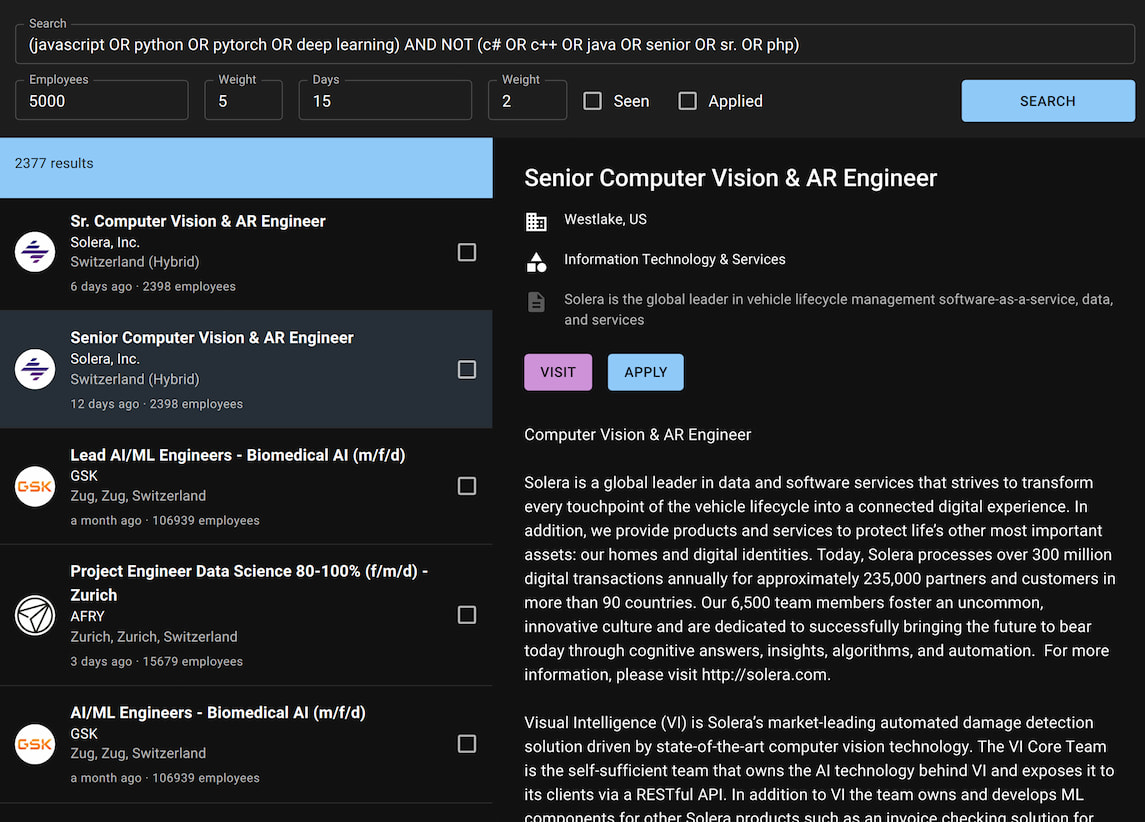 Search
(javascript OR python OR pytorch OR deep learning) AND NOT (c# OR c++ OR java OR senior OR sr. OR php)
Employees
5000
Weight
5
Days
15
Weight
2
Seen
Applied
SEARCH
2377 results
Sr. Computer Vision & AR Engineer
Solera, Inc.
Switzerland (Hybrid)
6 days ago · 2398 employees
Senior Computer Vision & AR Engineer
Solera, Inc.
Switzerland (Hybrid)
12 days ago · 2398 employees
GSK
Lead AI/ML Engineers - Biomedical AI (m/f/d)
GSK
Zug, Zug, Switzerland
a month ago · 106939 employees
Project Engineer Data Science 80-100% (f/m/d) -
Zurich
AFRY
Zurich, Zurich, Switzerland
3 days ago · 15679 employees
GSK
AI/ML Engineers - Biomedical AI (m/f/d)
GSK
Zug, Zug, Switzerland
a month ago · 106939 employees
Senior Computer Vision & AR Engineer
Westlake, US
Information Technology & Services
Solera is the global leader in vehicle lifecycle management software-as-a-service, data,
and services
VISIT
APPLY
Computer Vision & AR Engineer
Solera is a global leader in data and software services that strives to transform
every touchpoint of the vehicle lifecycle into a connected digital experience. In
addition, we provide products and services to protect life’s other most important
assets: our homes and digital identities. Today, Solera processes over 300 million
digital transactions annually for approximately 235,000 partners and customers in
more than 90 countries. Our 6,500 team members foster an uncommon,
innovative culture and are dedicated to successfully bringing the future to bear
today through cognitive answers, insights, algorithms, and automation.  For more
information, please visit http://solera.com.
Visual Intelligence (VI) is Solera’s market-leading automated damage detection
solution driven by state-of-the-art computer vision technology. The VI Core Team
is the self-sufficient team that owns the AI technology behind VI and exposes it to
its clients via a RESTful API. In addition to VI the team owns and develops ML
components for other Solera products such as an invoice checking solution for